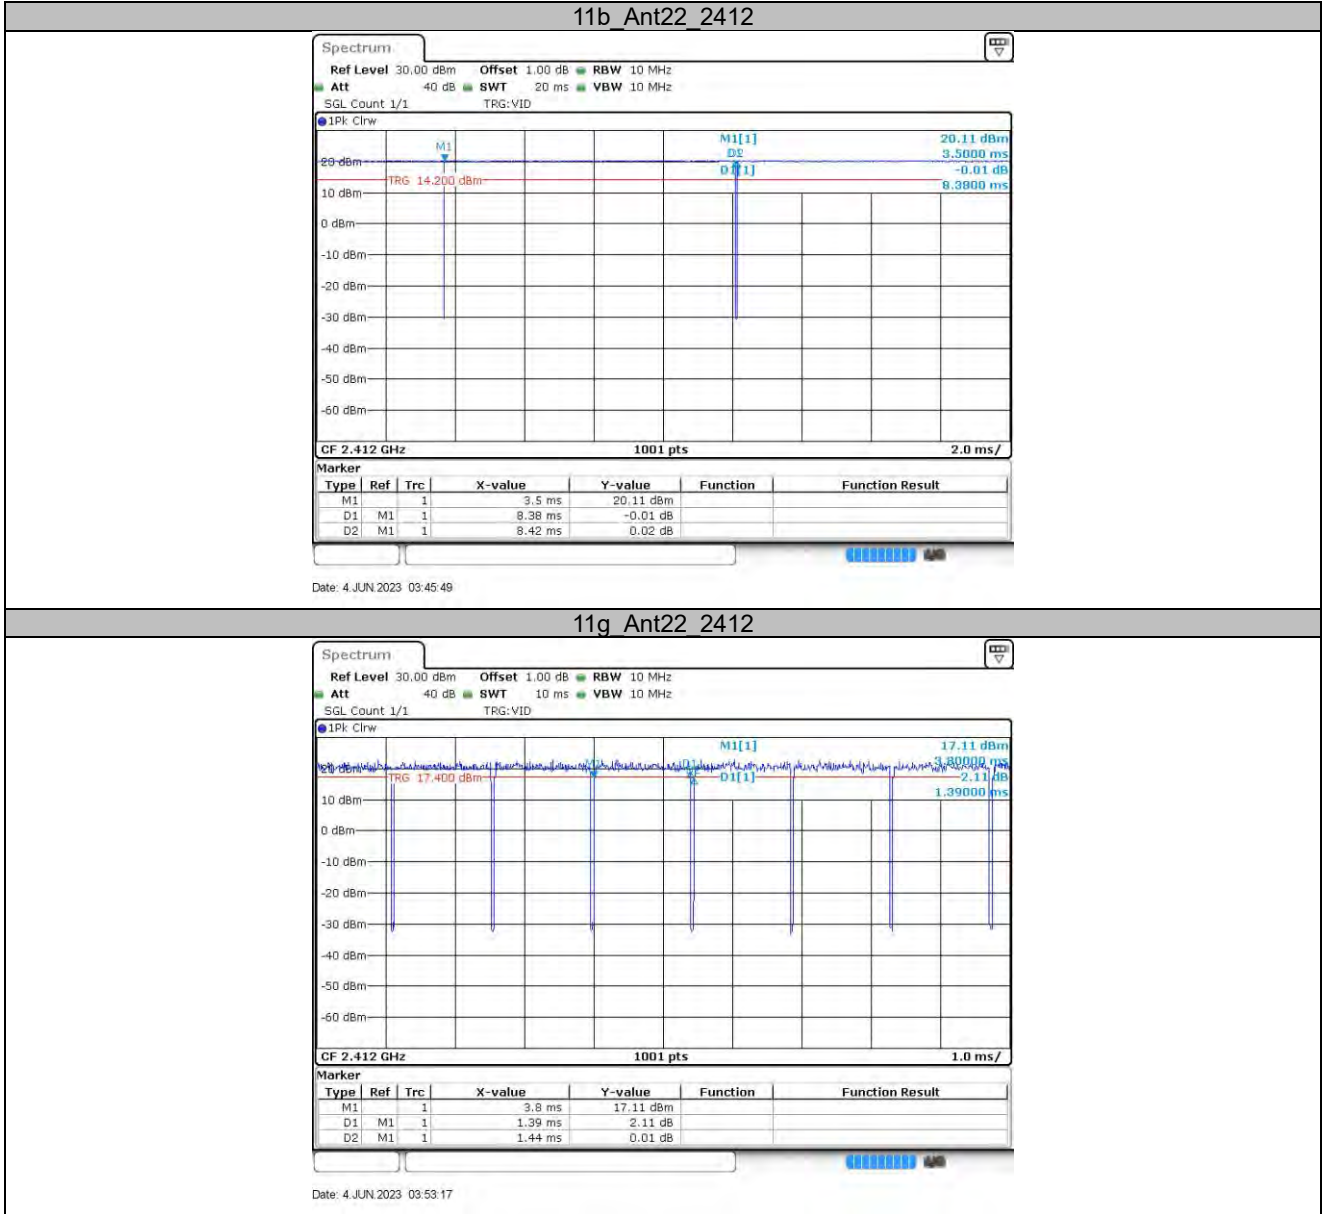 11b_Ant22_2412
Spectrum
Ref Level 30.00 dBm Offset 1.00 dB RBW 10 MHz
Att 40 dB SWT 20 ms VBW 10 MHz
SGL Count 1/1 TRG:VID
1Pk Clrw
M1[1] 20.11 dBm
3.5000 ms
D1[1] -0.01 dB
8.3800 ms
M1
D2
20 dBm
TRG 14.200 dBm
10 dBm
0 dBm
-10 dBm
-20 dBm
-30 dBm
-40 dBm
-50 dBm
-60 dBm
CF 2.412 GHz 1001 pts 2.0 ms/
Marker
Type Ref Trc X-value Y-value Function Function Result
M1 1 3.5 ms 20.11 dBm
D1 M1 1 8.38 ms -0.01 dB
D2 M1 1 8.42 ms 0.02 dB
Date: 4.JUN.2023 03:45:49
11g_Ant22_2412
Spectrum
Ref Level 30.00 dBm Offset 1.00 dB RBW 10 MHz
Att 40 dB SWT 10 ms VBW 10 MHz
SGL Count 1/1 TRG:VID
1Pk Clrw
M1[1] 17.11 dBm
3.80000 ms
D1[1] 2.11 dB
1.39000 ms
M1
D1
20 dBm
TRG 17.400 dBm
10 dBm
0 dBm
-10 dBm
-20 dBm
-30 dBm
-40 dBm
-50 dBm
-60 dBm
CF 2.412 GHz 1001 pts 1.0 ms/
Marker
Type Ref Trc X-value Y-value Function Function Result
M1 1 3.8 ms 17.11 dBm
D1 M1 1 1.39 ms 2.11 dB
D2 M1 1 1.44 ms 0.01 dB
Date: 4.JUN.2023 03:53:17